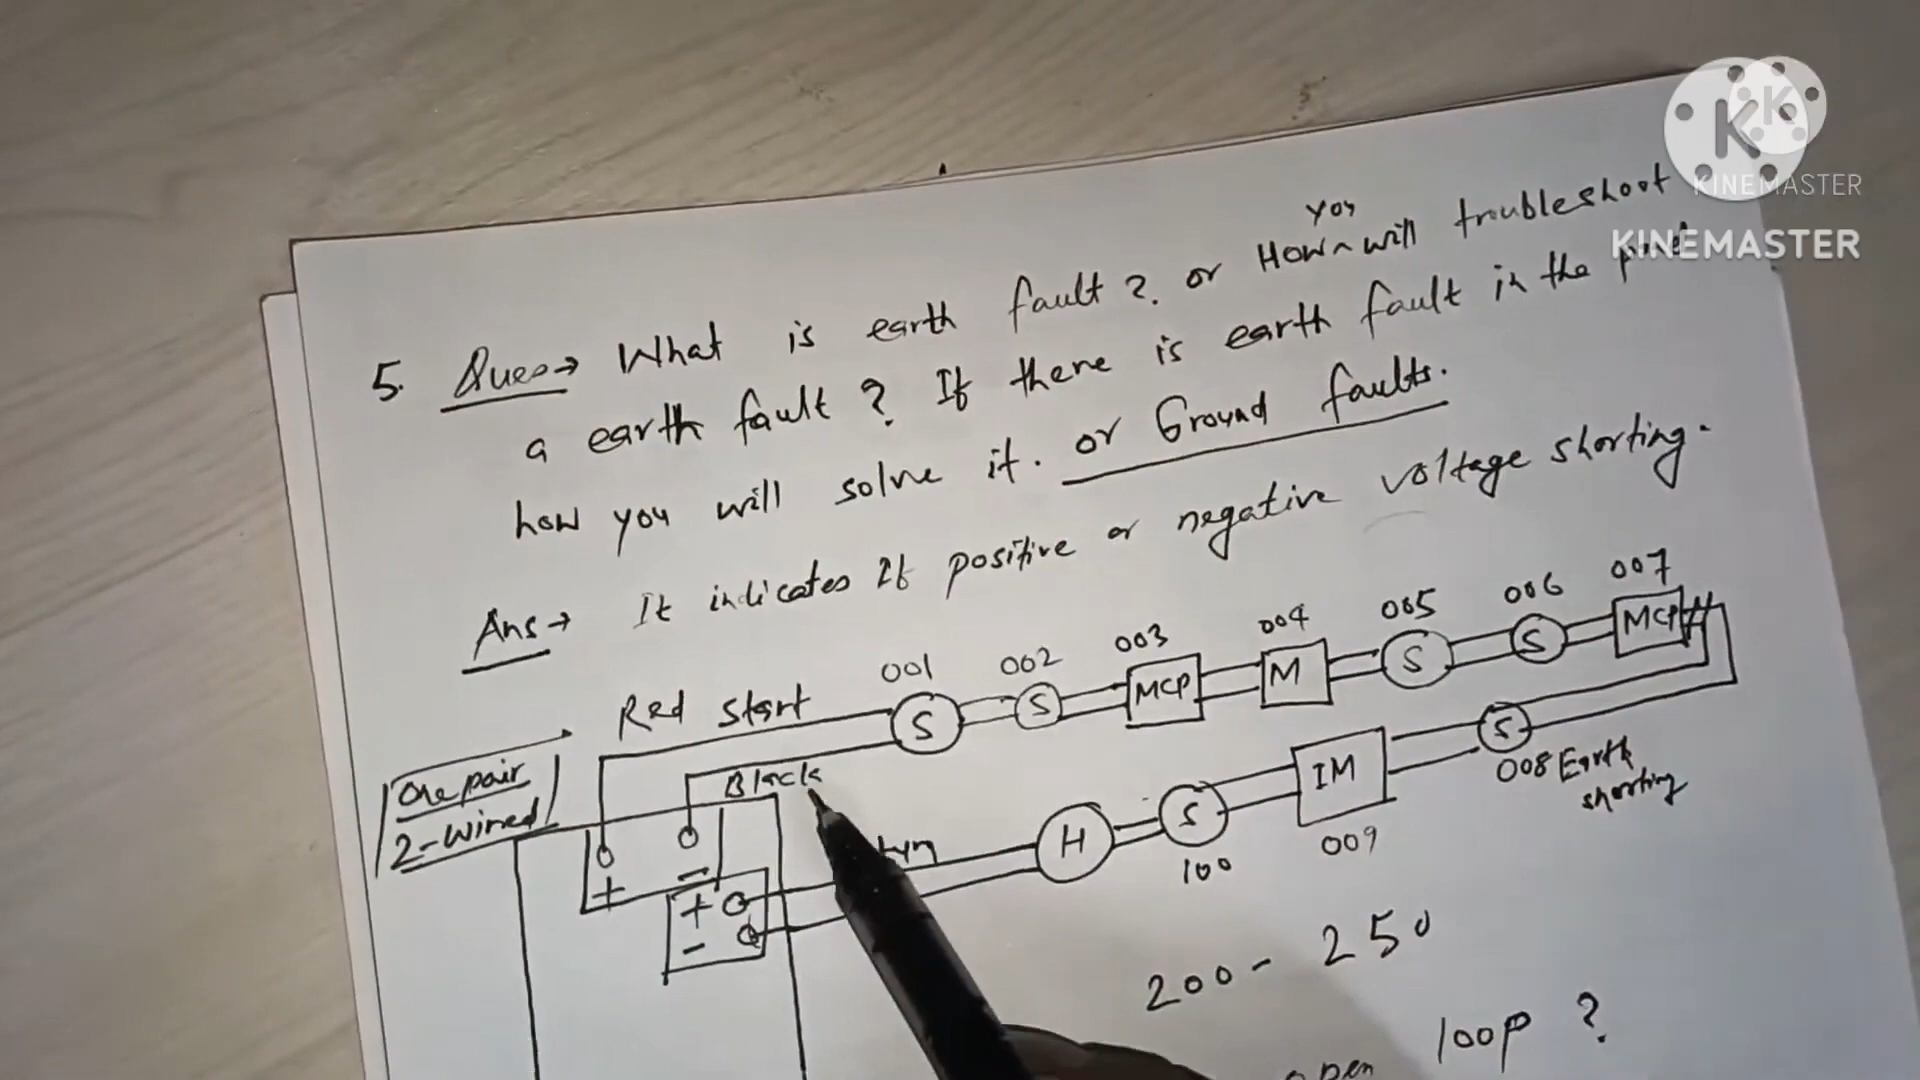 KINEMASTER
KINEMASTER
5. Ques→ What is earth fault?. or How you will troubleshoot
a earth fault? If there is earth fault in the
how you will solve it. or Ground faults.
Ans→ It indicates If positive or negative voltage shorting.
001 002 003 004 005 006 007
Red start S S MCP M S S MCP
One pair
2-wired
Black
+ -
+
-
H S IM S
100 009 008 Earth
shorting
200 - 250
open loop ?